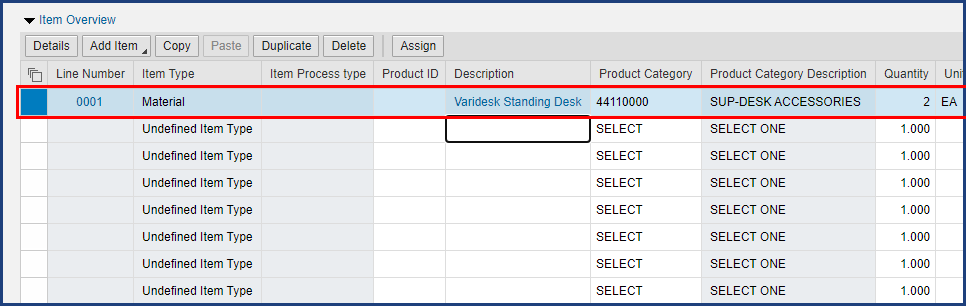 Item Overview
Details Add Item Copy Paste Duplicate Delete Assign
Line Number Item Type Item Process type Product ID Description Product Category Product Category Description Quantity Uni
0001 Material Varidesk Standing Desk 44110000 SUP-DESK ACCESSORIES 2 EA
Undefined Item Type SELECT SELECT ONE 1.000
Undefined Item Type SELECT SELECT ONE 1.000
Undefined Item Type SELECT SELECT ONE 1.000
Undefined Item Type SELECT SELECT ONE 1.000
Undefined Item Type SELECT SELECT ONE 1.000
Undefined Item Type SELECT SELECT ONE 1.000
Undefined Item Type SELECT SELECT ONE 1.000